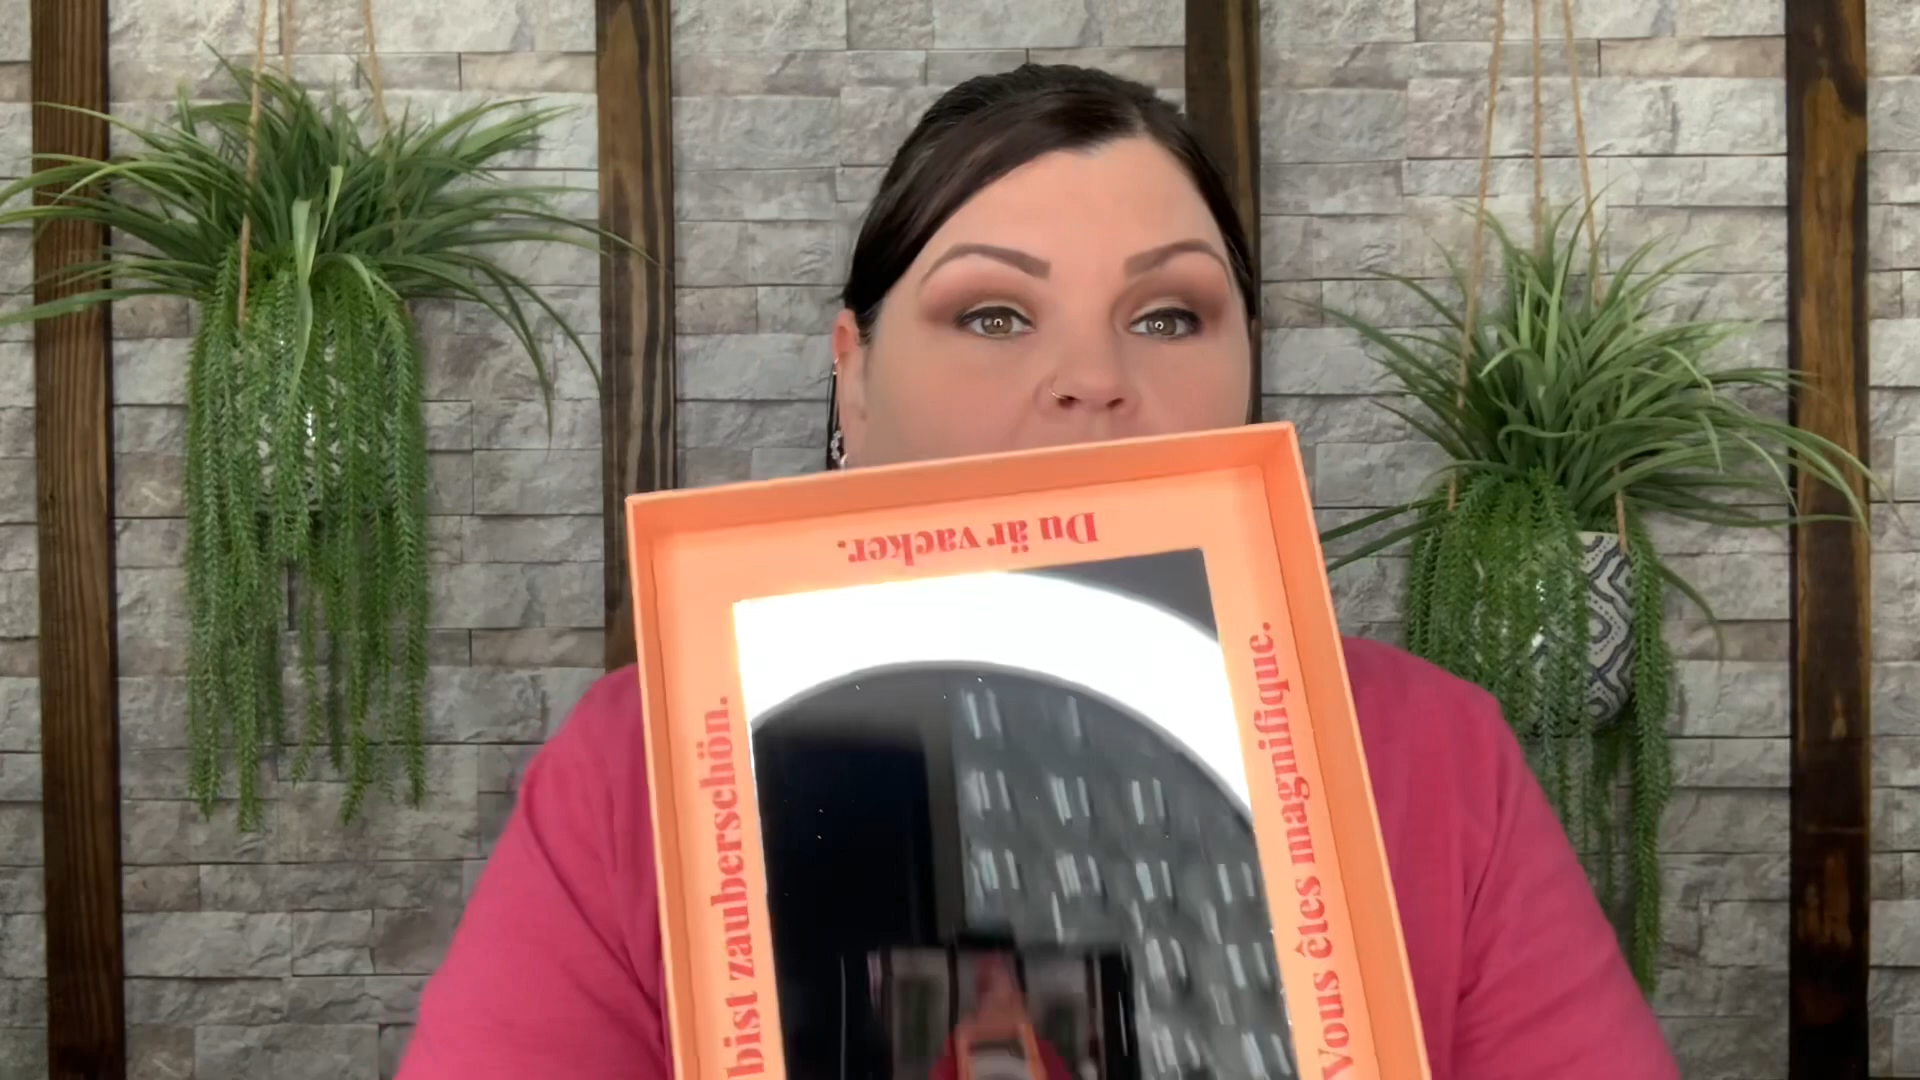 Du är vacker.
bist zauberschön.
Vous êtes magnifique.